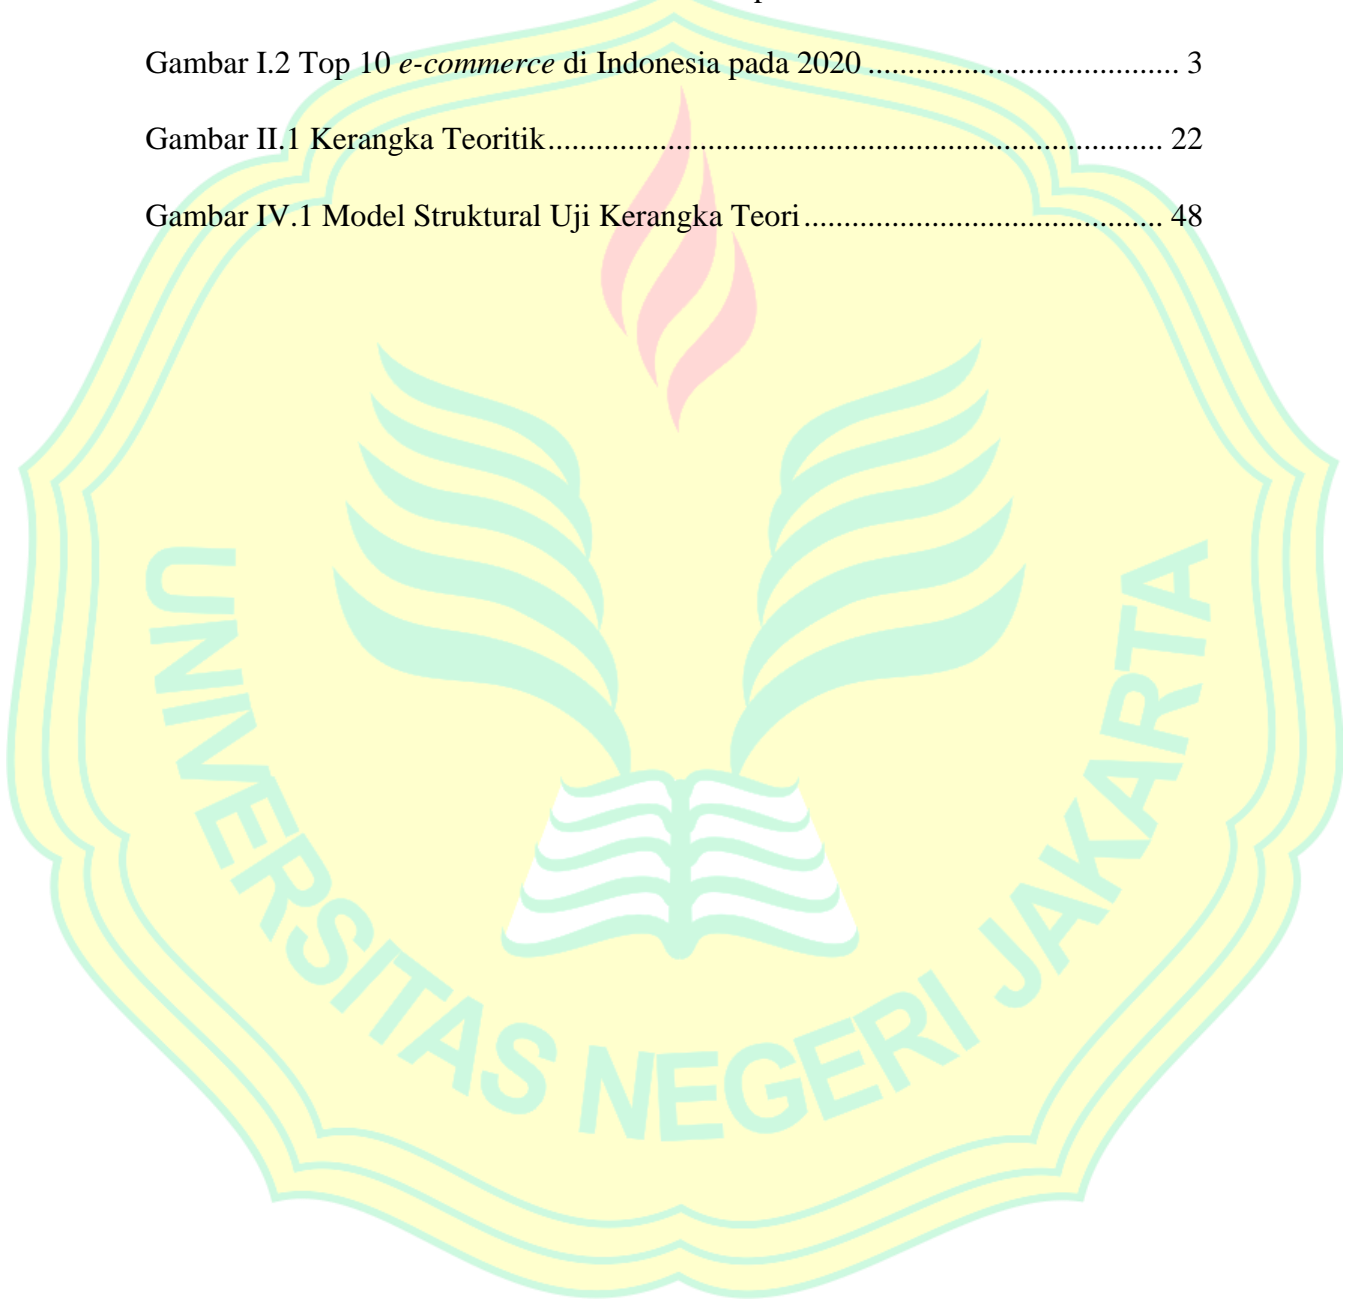 Gambar I.2 Top 10 e-commerce di Indonesia pada 2020 ....................................... 3
Gambar II.1 Kerangka Teoritik............................................................................. 22
Gambar IV.1 Model Struktural Uji Kerangka Teori ............................................. 48
UNIVERSITAS NEGERI JAKARTA